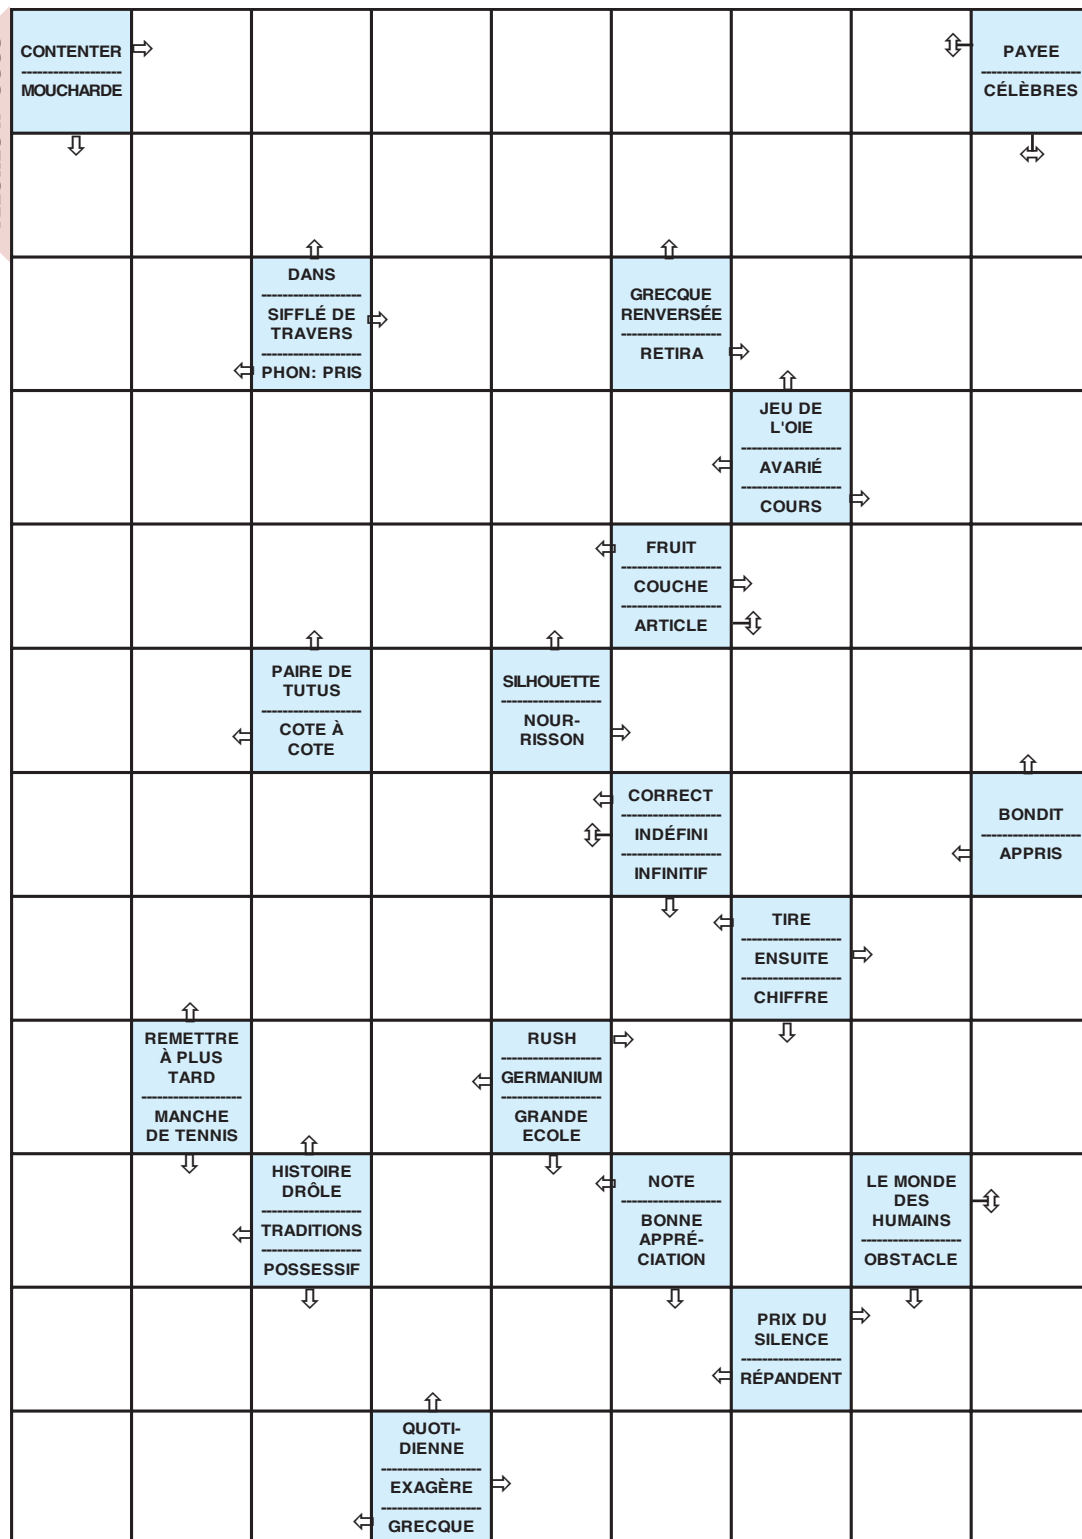 CONTENTER
MOUCHARDE
PAYEE
CÉLÈBRES
DANS
SIFFLÉ DE
TRAVERS
PHON: PRIS
GRECQUE
RENVERSÉE
RETIRA
JEU DE
L'OIE
AVARIÉ
COURS
FRUIT
COUCHE
ARTICLE
PAIRE DE
TUTUS
COTE À
COTE
SILHOUETTE
NOUR-
RISSON
CORRECT
INDÉFINI
INFINITIF
BONDIT
APPRIS
TIRE
ENSUITE
CHIFFRE
REMETTRE
À PLUS
TARD
MANCHE
DE TENNIS
RUSH
GERMANIUM
GRANDE
ECOLE
HISTOIRE
DRÔLE
TRADITIONS
POSSESSIF
NOTE
BONNE
APPRÉ-
CIATION
LE MONDE
DES
HUMAINS
OBSTACLE
PRIX DU
SILENCE
RÉPANDENT
QUOTI-
DIENNE
EXAGÈRE
GRECQUE